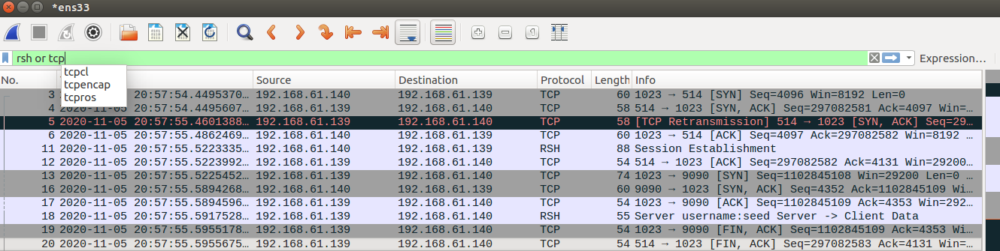 *ens33
rsh or tcp
Expression…
tcpcl
tcpencap
tcpros
No. Source Destination Protocol Length Info
3 20:57:54.4495370… 192.168.61.140 192.168.61.139 TCP 60 1023 → 514 [SYN] Seq=4096 Win=8192 Len=0
4 2020-11-05 20:57:54.4495607… 192.168.61.139 192.168.61.140 TCP 58 514 → 1023 [SYN, ACK] Seq=297082581 Ack=4097 Win=…
5 2020-11-05 20:57:55.4601388… 192.168.61.139 192.168.61.140 TCP 58 [TCP Retransmission] 514 → 1023 [SYN, ACK] Seq=29…
6 2020-11-05 20:57:55.4862469… 192.168.61.140 192.168.61.139 TCP 60 1023 → 514 [ACK] Seq=4097 Ack=297082582 Win=8192 …
11 2020-11-05 20:57:55.5223335… 192.168.61.140 192.168.61.139 RSH 88 Session Establishment
12 2020-11-05 20:57:55.5223992… 192.168.61.139 192.168.61.140 TCP 54 514 → 1023 [ACK] Seq=297082582 Ack=4131 Win=29200…
13 2020-11-05 20:57:55.5225452… 192.168.61.139 192.168.61.140 TCP 74 1023 → 9090 [SYN] Seq=1102845108 Win=29200 Len=0 …
16 2020-11-05 20:57:55.5894268… 192.168.61.140 192.168.61.139 TCP 60 9090 → 1023 [SYN, ACK] Seq=4352 Ack=1102845109 Wi…
17 2020-11-05 20:57:55.5894596… 192.168.61.139 192.168.61.140 TCP 54 1023 → 9090 [ACK] Seq=1102845109 Ack=4353 Win=292…
18 2020-11-05 20:57:55.5917528… 192.168.61.139 192.168.61.140 RSH 55 Server username:seed Server -> Client Data
19 2020-11-05 20:57:55.5955178… 192.168.61.139 192.168.61.140 TCP 54 1023 → 9090 [FIN, ACK] Seq=1102845109 Ack=4353 Wi…
20 2020-11-05 20:57:55.5955675… 192.168.61.139 192.168.61.140 TCP 54 514 → 1023 [FIN, ACK] Seq=297082583 Ack=4131 Win=…